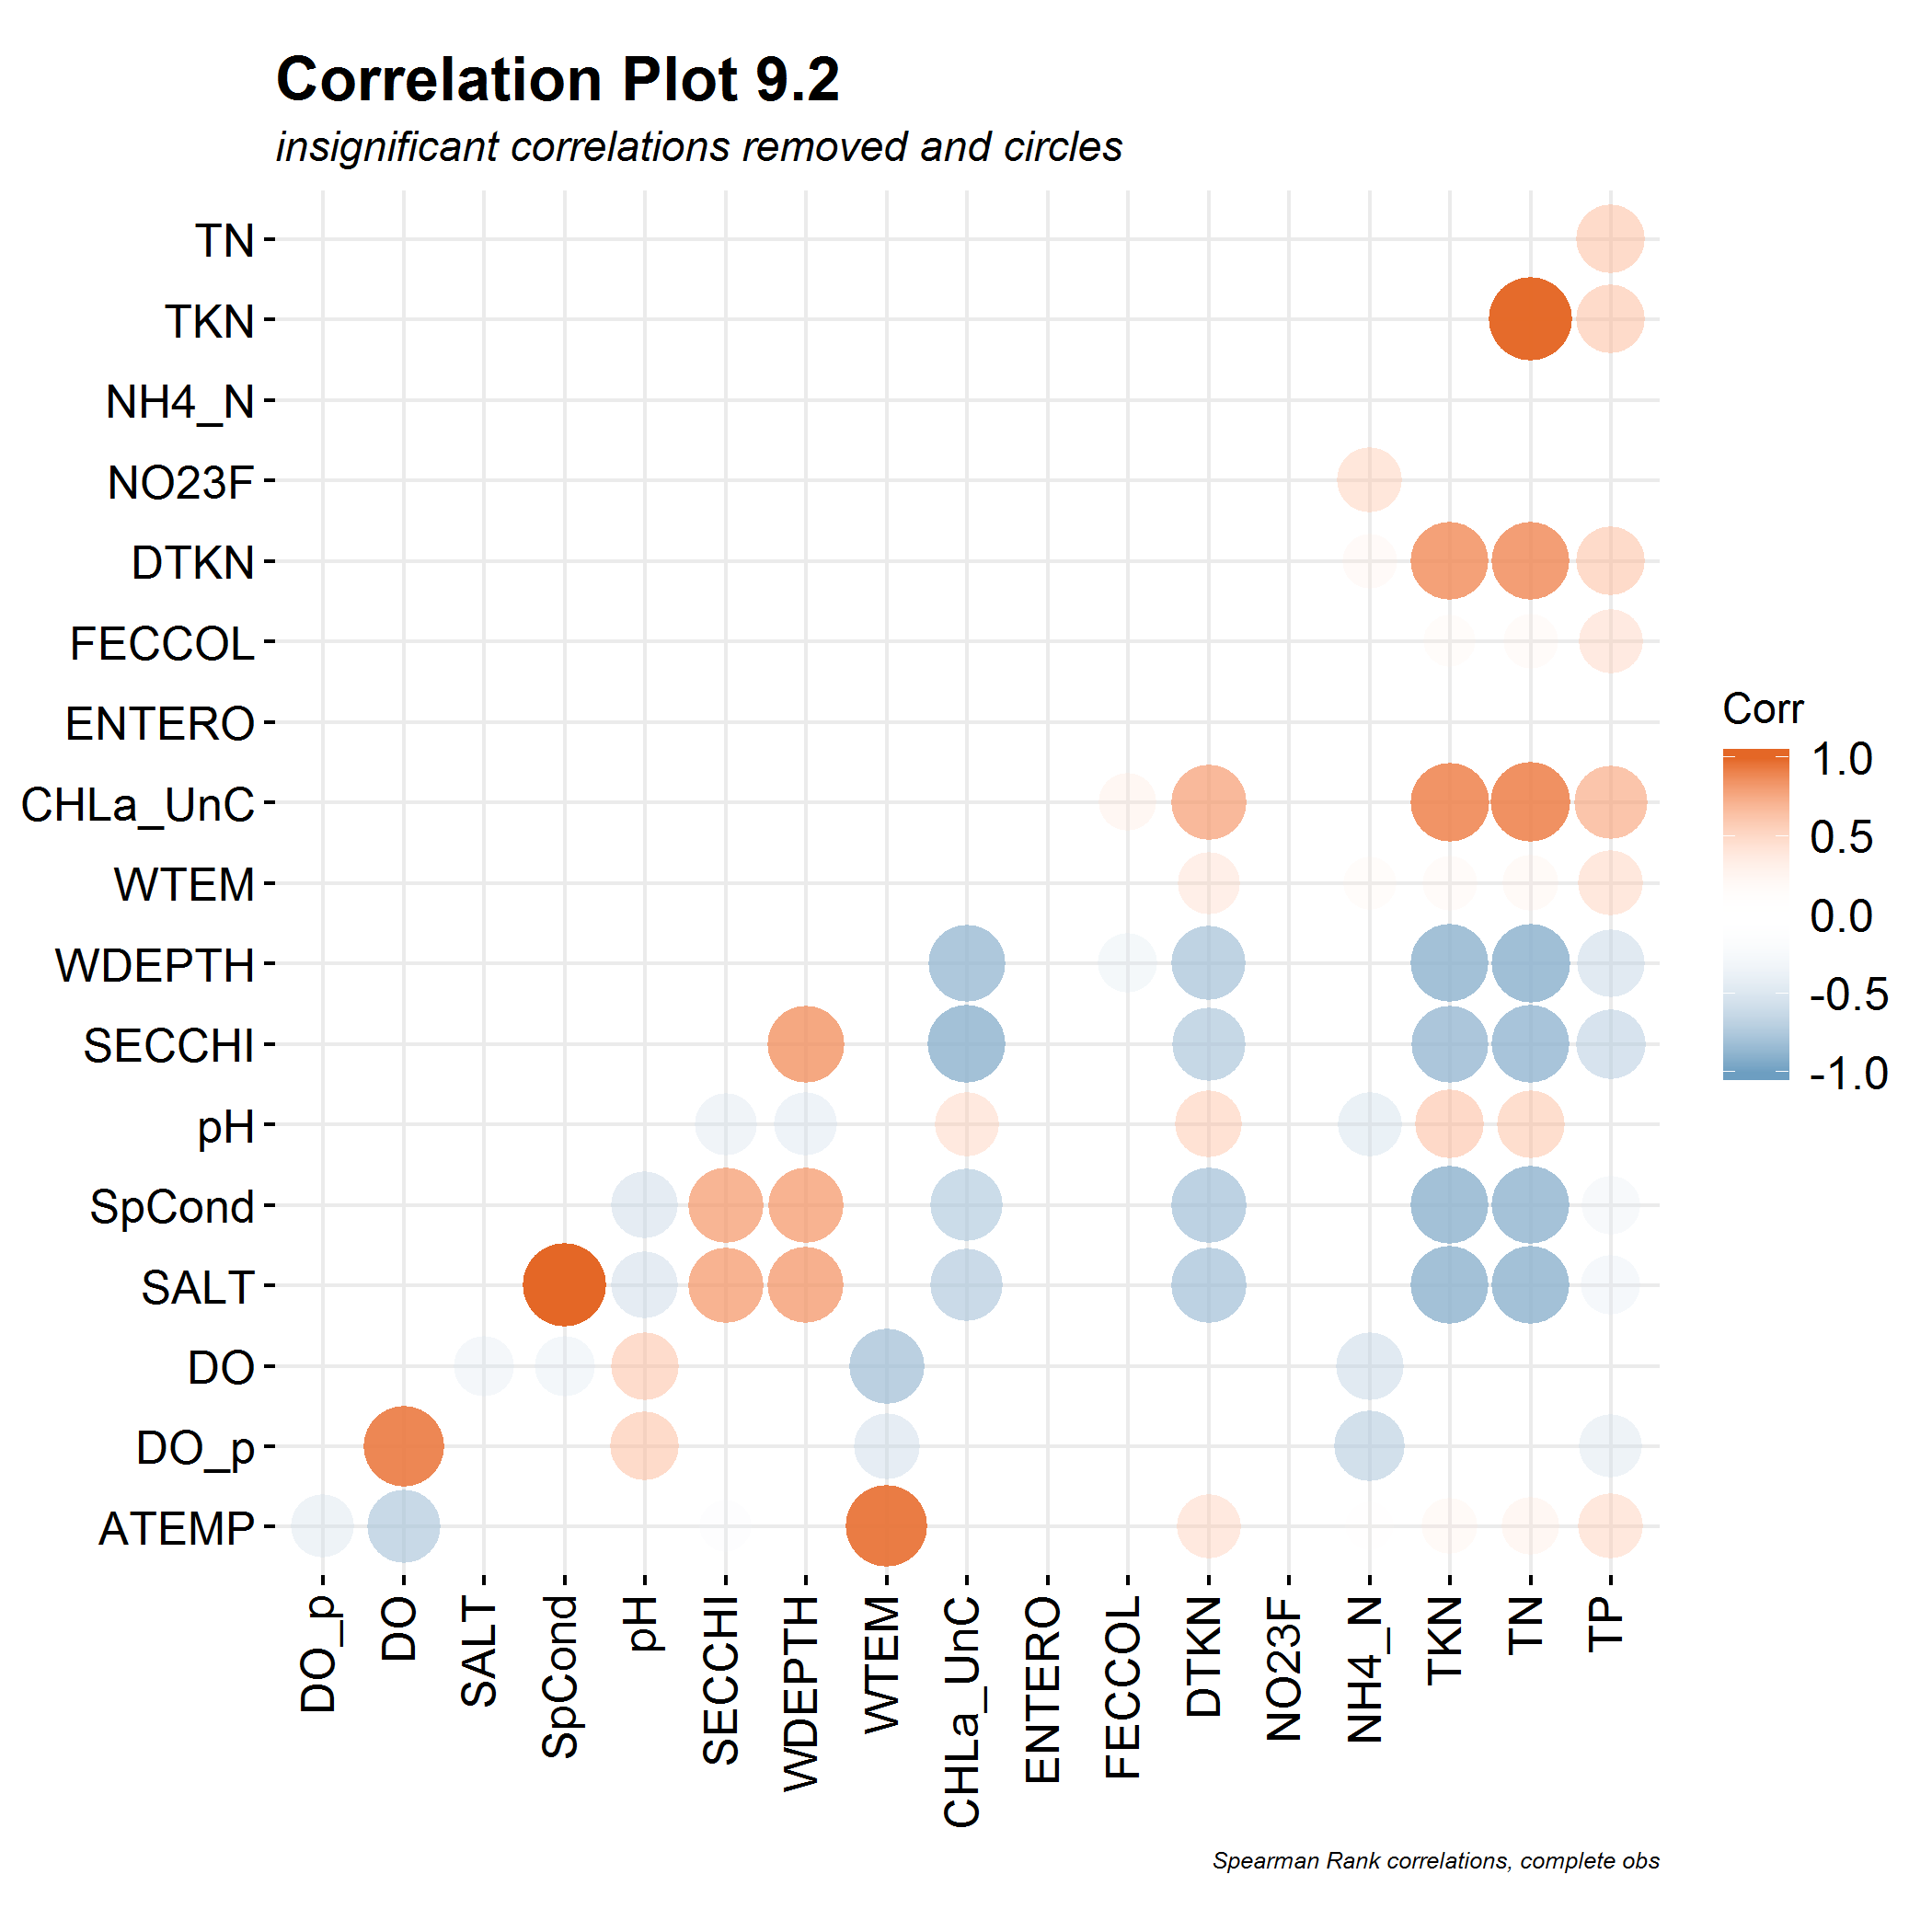 Correlation Plot 9.2
insignificant correlations removed and circles
TN
TKN
NH4_N
NO23F
DTKN
FECCOL
ENTERO
CHLa_UnC
WTEM
WDEPTH
SECCHI
pH
SpCond
SALT
DO
DO_p
ATEMP
DO_p
DO
SALT
SpCond
pH
SECCHI
WDEPTH
WTEM
CHLa_UnC
ENTERO
FECCOL
DTKN
NO23F
NH4_N
TKN
TN
TP
Corr
1.0
0.5
0.0
-0.5
-1.0
Spearman Rank correlations, complete obs